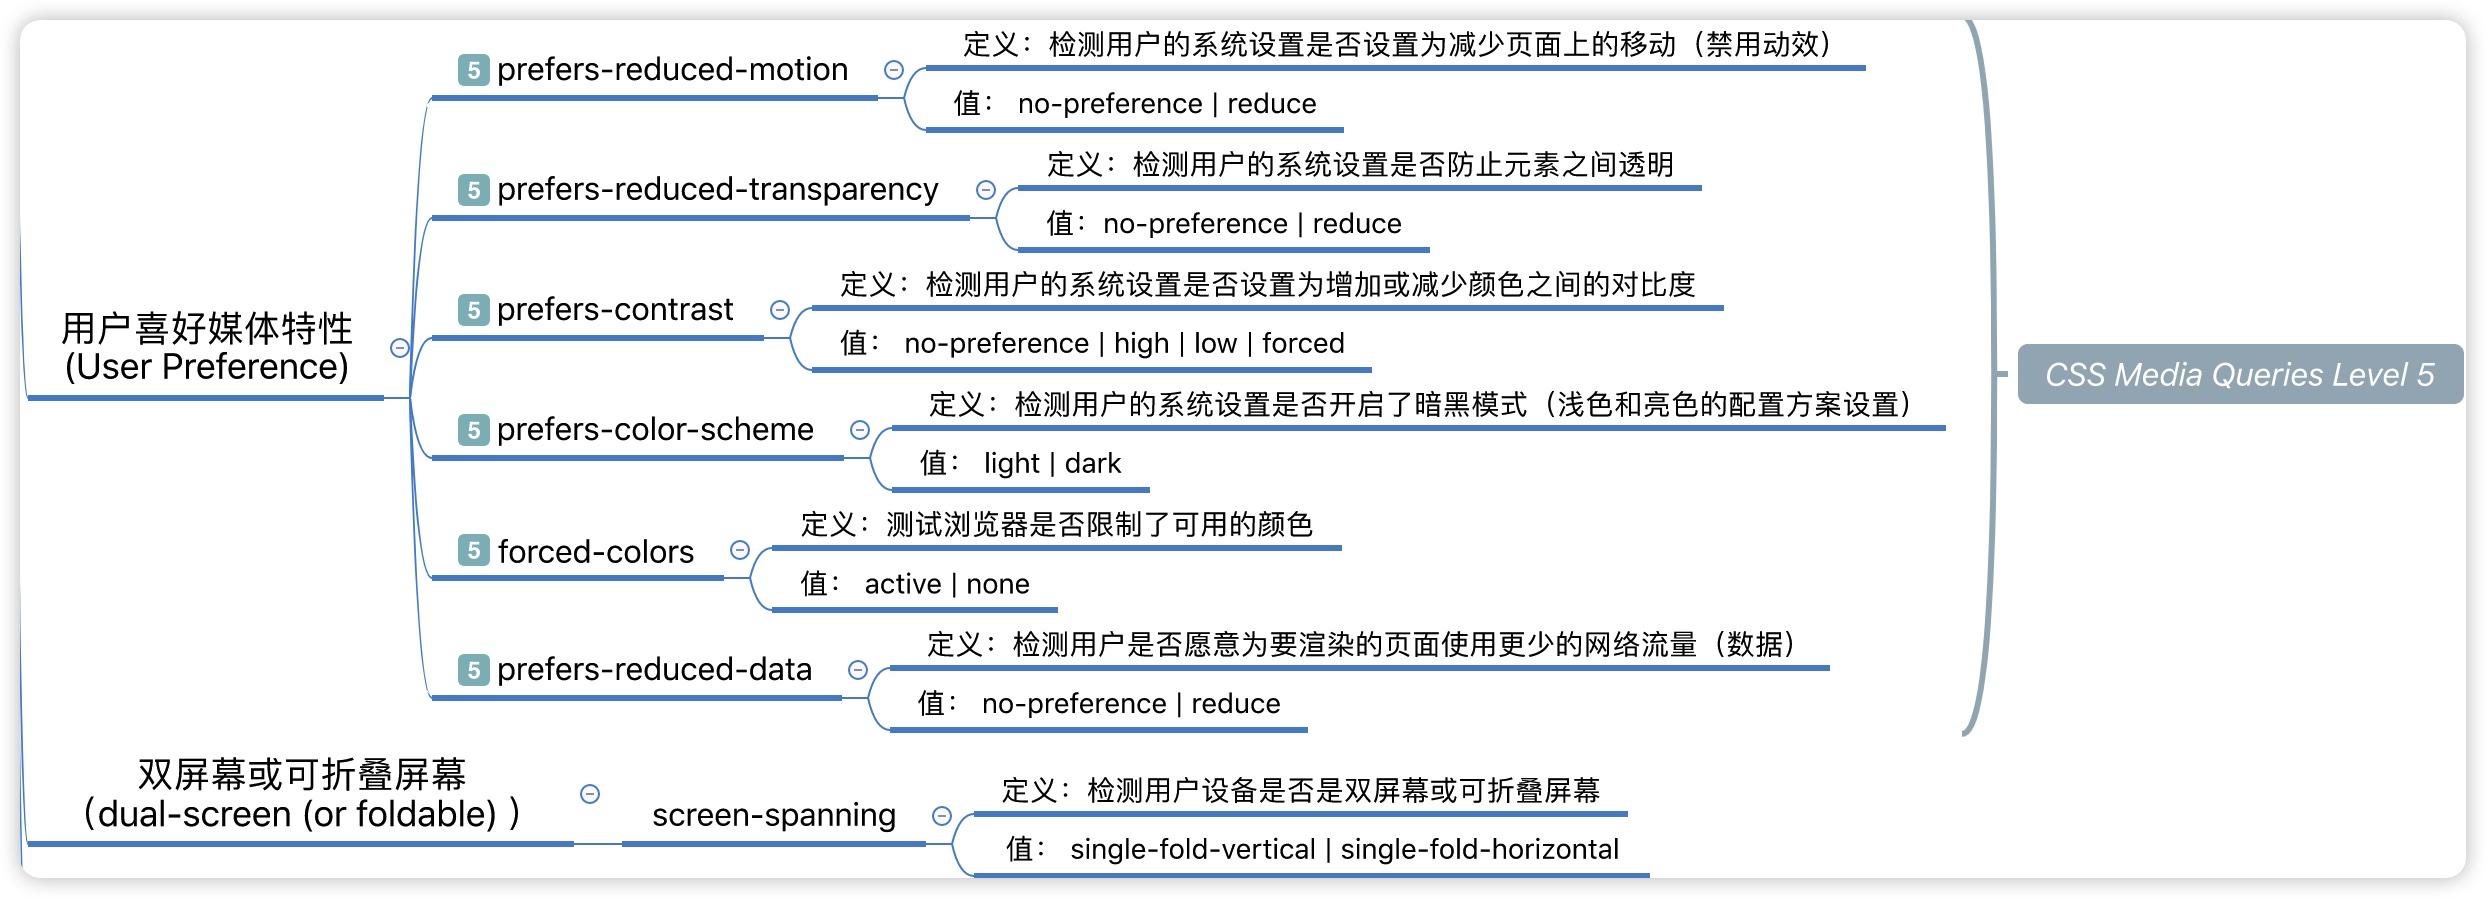 用户喜好媒体特性
(User Preference)
5 prefers-reduced-motion
定义：检测用户的系统设置是否设置为减少页面上的移动（禁用动效）
值： no-preference | reduce
5 prefers-reduced-transparency
定义：检测用户的系统设置是否防止元素之间透明
值：no-preference | reduce
5 prefers-contrast
定义：检测用户的系统设置是否设置为增加或减少颜色之间的对比度
值： no-preference | high | low | forced
5 prefers-color-scheme
定义：检测用户的系统设置是否开启了暗黑模式（浅色和亮色的配置方案设置）
值： light | dark
5 forced-colors
定义：测试浏览器是否限制了可用的颜色
值： active | none
5 prefers-reduced-data
定义：检测用户是否愿意为要渲染的页面使用更少的网络流量（数据）
值： no-preference | reduce
CSS Media Queries Level 5
双屏幕或可折叠屏幕
（dual-screen (or foldable) ）
screen-spanning
定义：检测用户设备是否是双屏幕或可折叠屏幕
值： single-fold-vertical | single-fold-horizontal